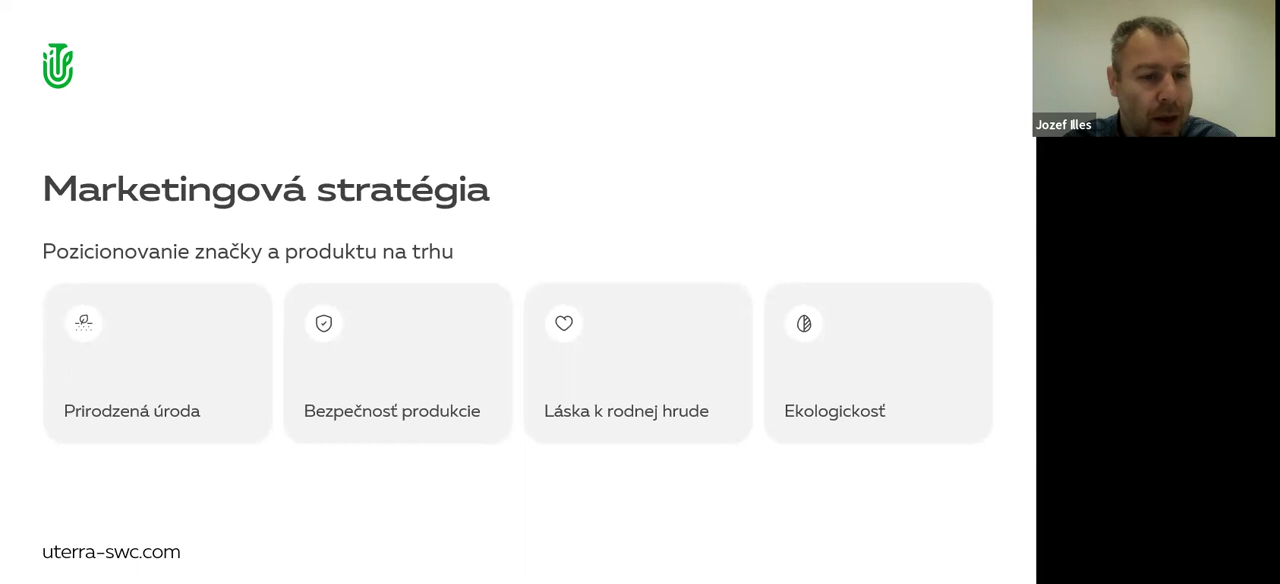 Marketingová stratégia
Pozicionovanie značky a produktu na trhu
Prirodzená úroda
Bezpečnosť produkcie
Láska k rodnej hrude
Ekologickosť
uterra-swc.com
Jozef Illes